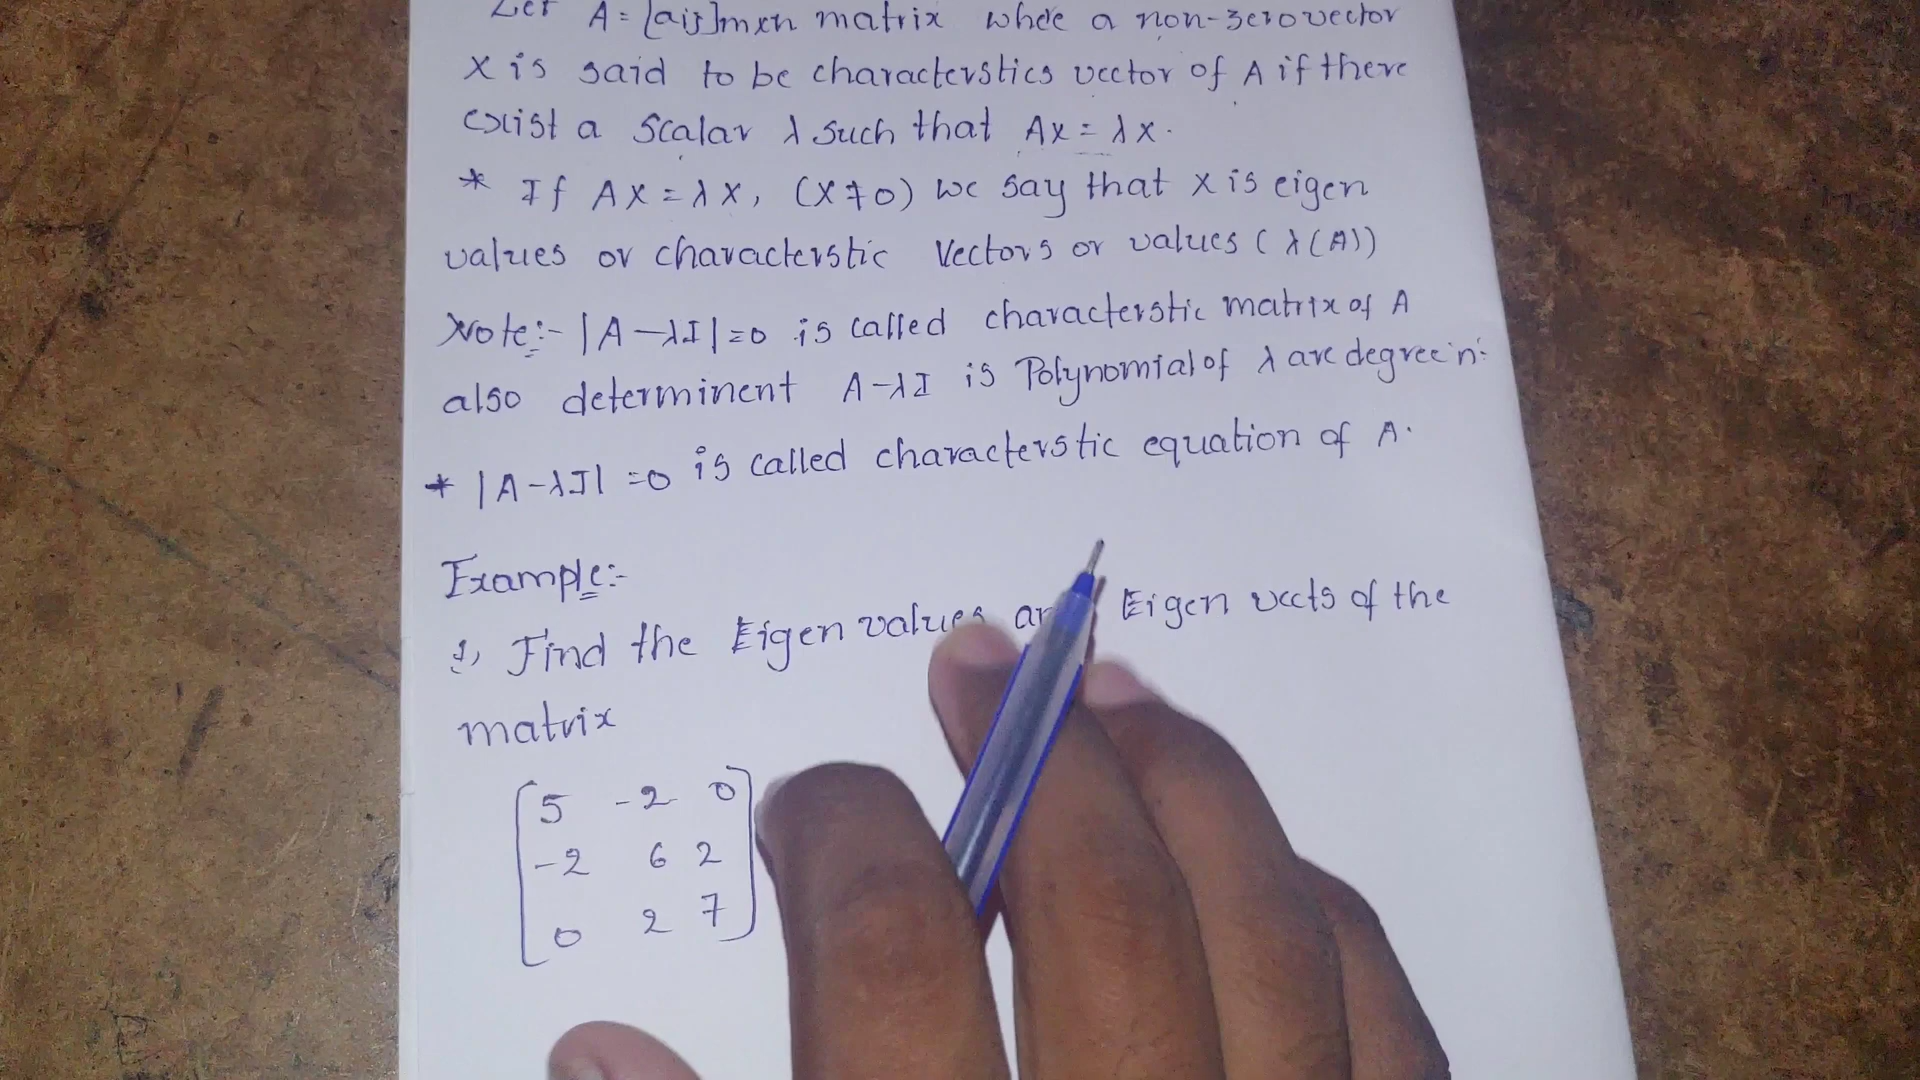 Let A = [aij]mxn matrix whee a non-zero vector
X is said to be characterstics vector of A if there
exist a scalar λ such that AX = λX.
* If AX = λX, (X≠0) we say that X is eigen
values or characterstic vectors or values (λ(A))
Note:- |A-λI|=0 is called characterstic matrix of A
also determinent A-λI is Polynomial of λ are degree 'n'
* |A-λI| =0 is called characterstic equation of A.
Example:-
1) Find the Eigen values an Eigen vects of the
matrix
5 -2 0
-2 6 2
0 2 7